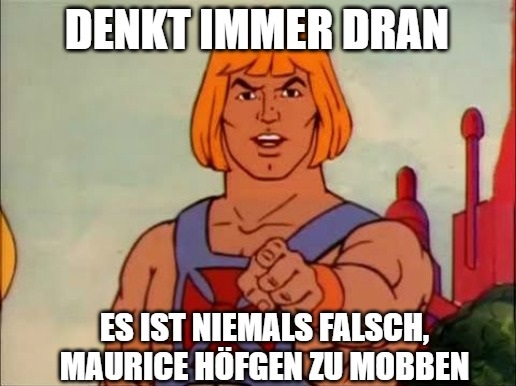 DENKT IMMER DRAN
ES IST NIEMALS FALSCH,
MAURICE HÖFGEN ZU MOBBEN